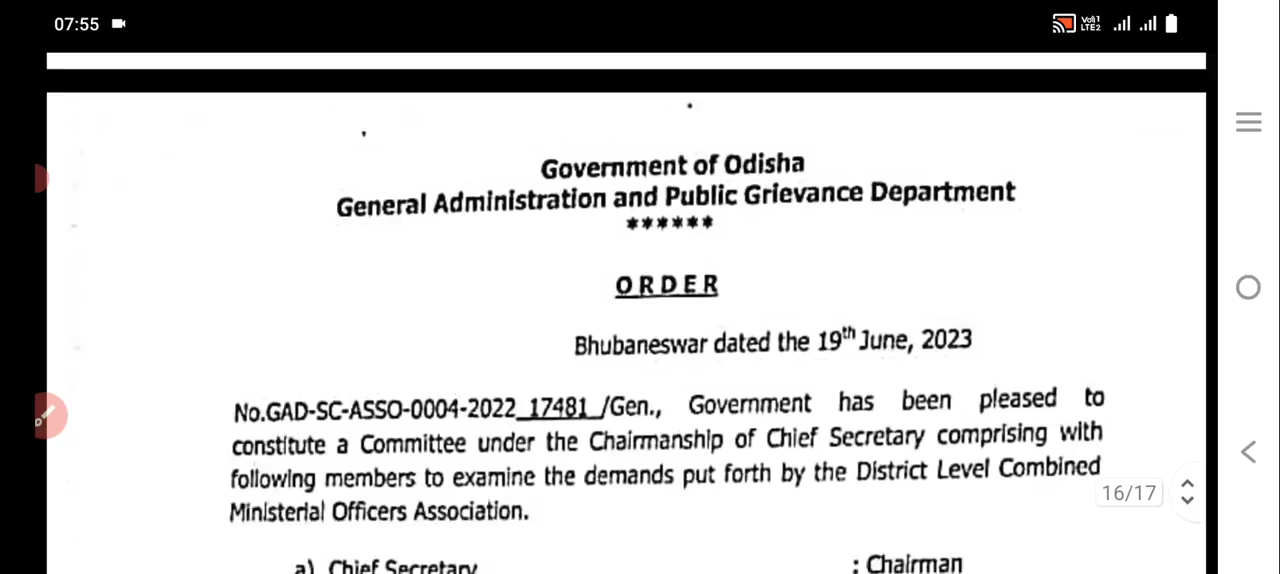 07:55
Vol) 1
LTE2
Government of Odisha
General Administration and Public Grievance Department
******
ORDER
Bhubaneswar dated the 19th June, 2023
No.GAD-SC-ASSO-0004-2022 17481 /Gen., Government has been pleased to
constitute a Committee under the Chairmanship of Chief Secretary comprising with
following members to examine the demands put forth by the District Level Combined
Ministerial Officers Association.
16/17
a) Chief Secretary : Chairman